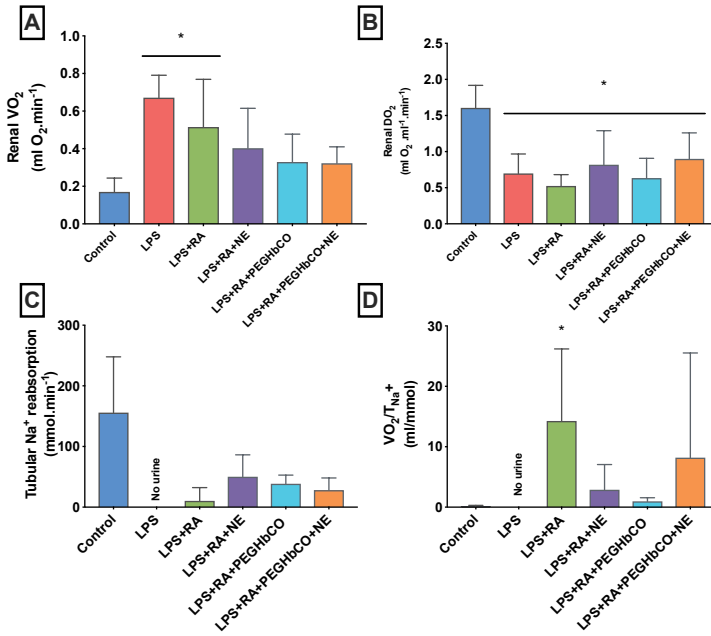 A
*
Renal VO₂
(ml O₂.min⁻¹)
1.0
0.8
0.6
0.4
0.2
0.0
Control
LPS
LPS+RA
LPS+RA+NE
LPS+RA+PEGHbCO
LPS+RA+PEGHbCO+NE
B
*
Renal DO₂
(ml O₂ .ml⁻¹.min⁻¹)
2.5
2.0
1.5
1.0
0.5
0.0
Control
LPS
LPS+RA
LPS+RA+NE
LPS+RA+PEGHbCO
LPS+RA+PEGHbCO+NE
C
Tubular Na⁺ reabsorption
(mmol.min⁻¹)
300
200
100
0
No urine
Control
LPS
LPS+RA
LPS+RA+NE
LPS+RA+PEGHbCO
LPS+RA+PEGHbCO+NE
D
*
VO₂/T_Na+
(ml/mmol)
30
20
10
0
No urine
Control
LPS
LPS+RA
LPS+RA+NE
LPS+RA+PEGHbCO
LPS+RA+PEGHbCO+NE